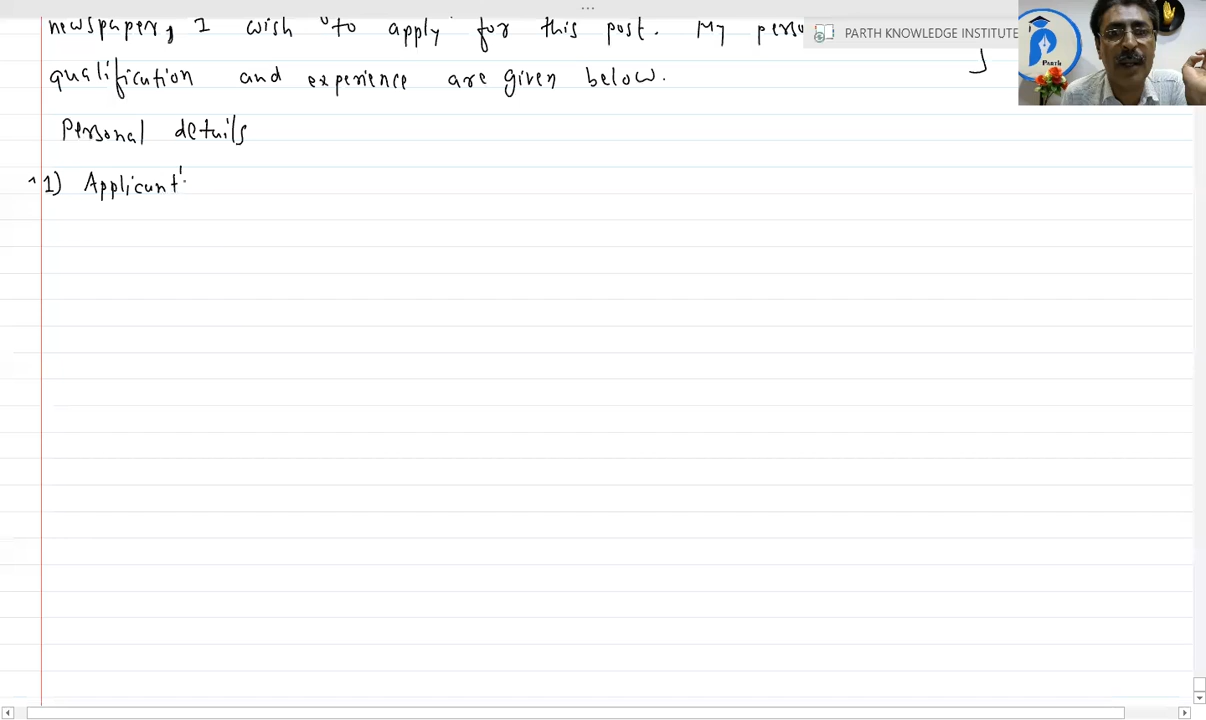 newspaper, I wish to apply for this post. My perso
PARTH KNOWLEDGE INSTITUTE
Parth
qualification and experience are given below.
Personal details
1) Applicant'